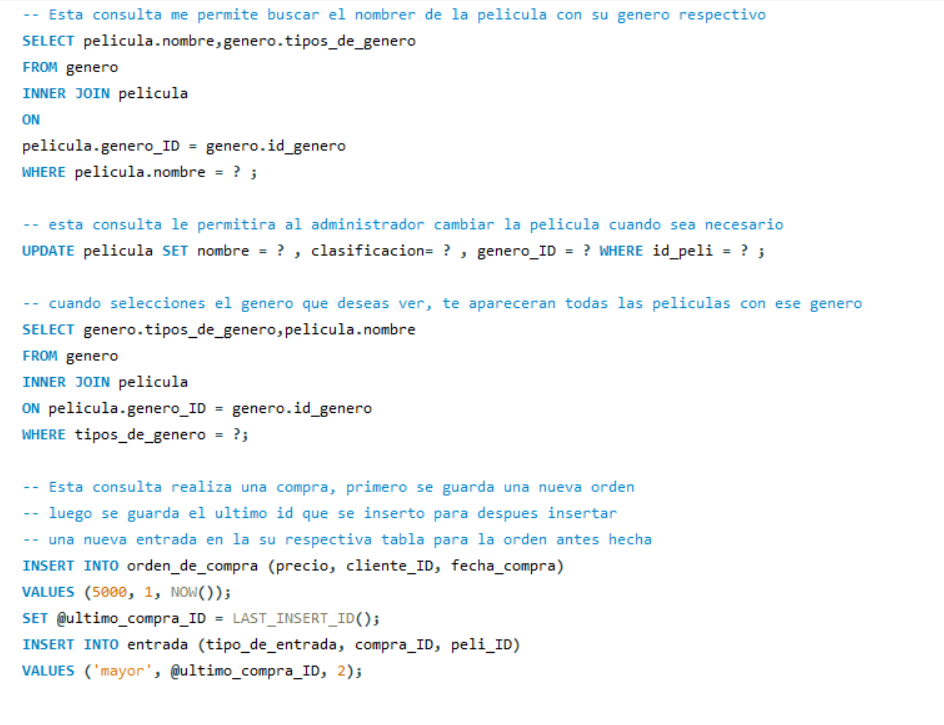 -- Esta consulta me permite buscar el nombrer de la pelicula con su genero respectivo
SELECT pelicula.nombre,genero.tipos_de_genero
FROM genero
INNER JOIN pelicula
ON
pelicula.genero_ID = genero.id_genero
WHERE pelicula.nombre = ? ;
-- esta consulta le permitira al administrador cambiar la pelicula cuando sea necesario
UPDATE pelicula SET nombre = ? , clasificacion= ? , genero_ID = ? WHERE id_peli = ? ;
-- cuando selecciones el genero que deseas ver, te apareceran todas las peliculas con ese genero
SELECT genero.tipos_de_genero,pelicula.nombre
FROM genero
INNER JOIN pelicula
ON pelicula.genero_ID = genero.id_genero
WHERE tipos_de_genero = ?;
-- Esta consulta realiza una compra, primero se guarda una nueva orden
-- luego se guarda el ultimo id que se inserto para despues insertar
-- una nueva entrada en la su respectiva tabla para la orden antes hecha
INSERT INTO orden_de_compra (precio, cliente_ID, fecha_compra)
VALUES (5000, 1, NOW());
SET @ultimo_compra_ID = LAST_INSERT_ID();
INSERT INTO entrada (tipo_de_entrada, compra_ID, peli_ID)
VALUES ('mayor', @ultimo_compra_ID, 2);